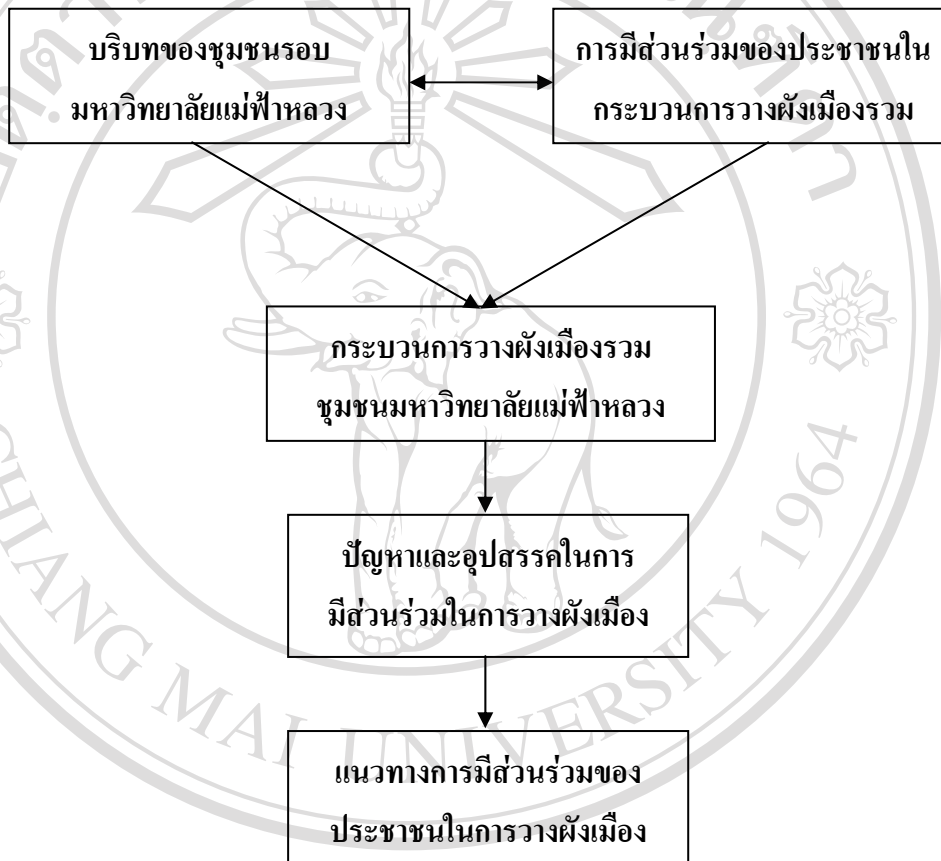 บริบทของชุมชนรอบ
มหาวิทยาลัยแม่ฟ้าหลวง
การมีส่วนร่วมของประชาชนใน
กระบวนการวางผังเมืองรวม
กระบวนการวางผังเมืองรวม
ชุมชนมหาวิทยาลัยแม่ฟ้าหลวง
ปัญหาและอุปสรรคในการ
มีส่วนร่วมในการวางผังเมือง
แนวทางการมีส่วนร่วมของ
ประชาชนในการวางผังเมือง
CHIANG MAI UNIVERSITY 1964